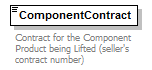 ComponentContract
Contract for the Component
Product being Lifted (seller's
contract number)